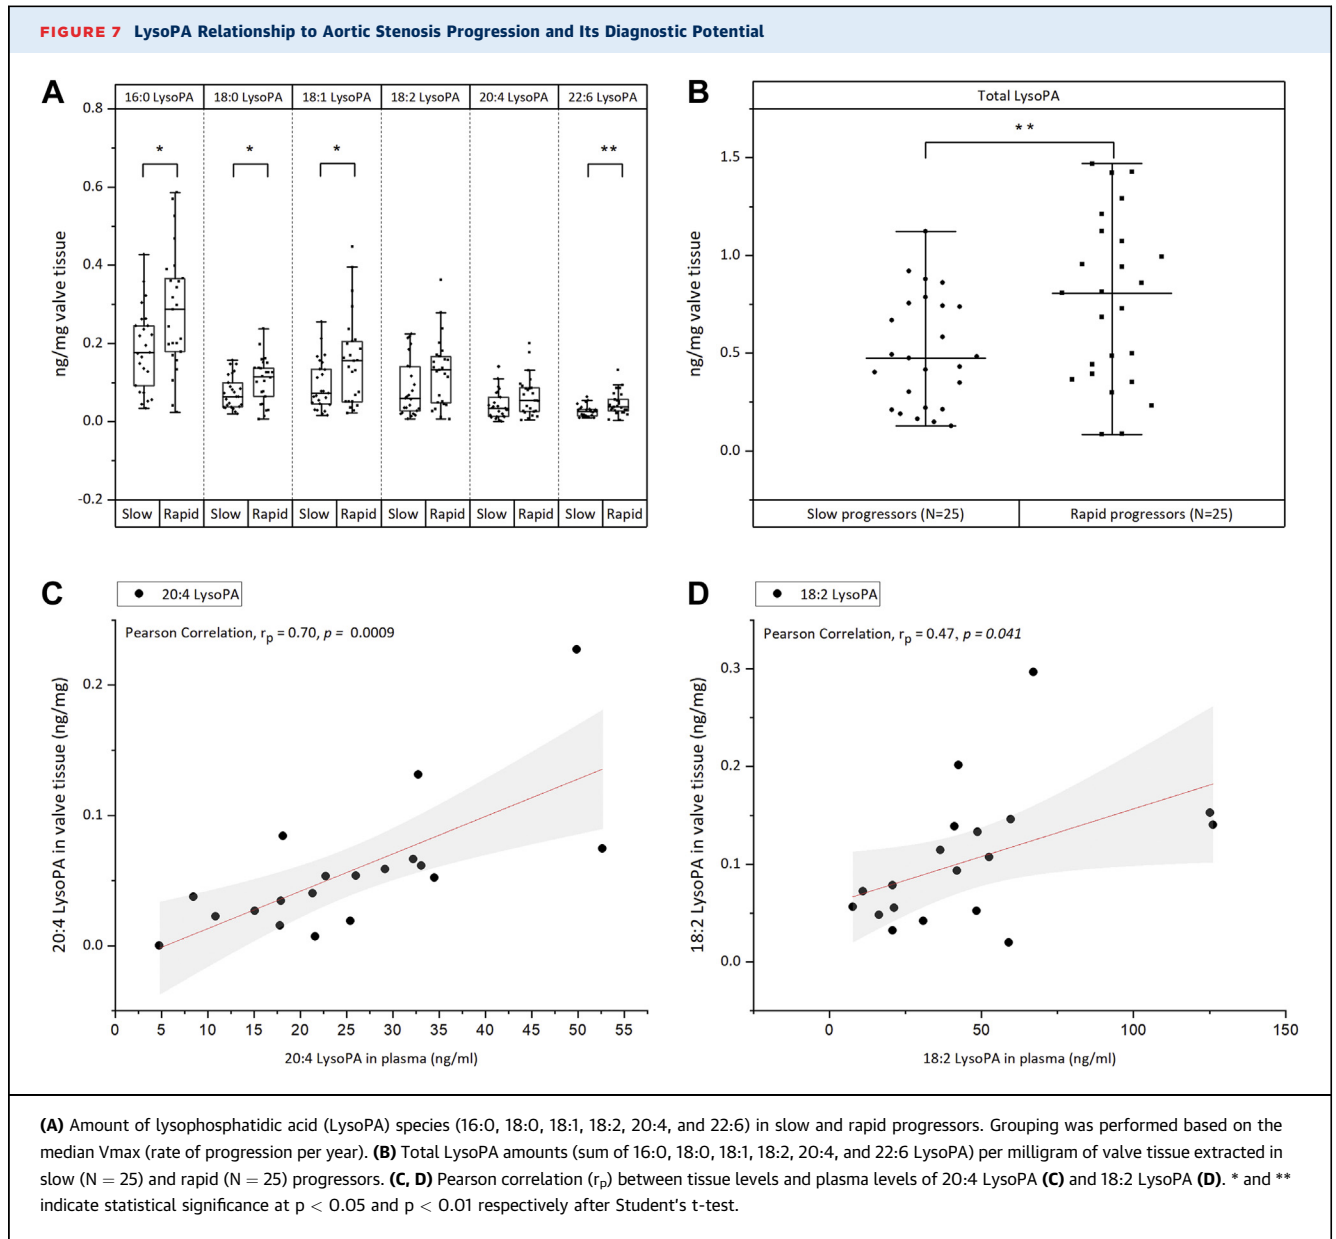 FIGURE 7 LysoPA Relationship to Aortic Stenosis Progression and Its Diagnostic Potential
A
16:0 LysoPA 18:0 LysoPA 18:1 LysoPA 18:2 LysoPA 20:4 LysoPA 22:6 LysoPA
0.8
0.6
0.4
0.2
0.0
-0.2
ng/mg valve tissue
* * * **
Slow Rapid Slow Rapid Slow Rapid Slow Rapid Slow Rapid Slow Rapid
B
Total LysoPA
**
1.5
1.0
0.5
0.0
ng/mg valve tissue
Slow progressors (N=25) Rapid progressors (N=25)
C
20:4 LysoPA
Pearson Correlation, rp = 0.70, p = 0.0009
0.2
0.1
0.0
20:4 LysoPA in valve tissue (ng/mg)
0 5 10 15 20 25 30 35 40 45 50 55
20:4 LysoPA in plasma (ng/ml)
D
18:2 LysoPA
Pearson Correlation, rp = 0.47, p = 0.041
0.3
0.2
0.1
0.0
18:2 LysoPA in valve tissue (ng/mg)
0 50 100 150
18:2 LysoPA in plasma (ng/ml)
(A) Amount of lysophosphatidic acid (LysoPA) species (16:0, 18:0, 18:1, 18:2, 20:4, and 22:6) in slow and rapid progressors. Grouping was performed based on the
median Vmax (rate of progression per year). (B) Total LysoPA amounts (sum of 16:0, 18:0, 18:1, 18:2, 20:4, and 22:6 LysoPA) per milligram of valve tissue extracted in
slow (N = 25) and rapid (N = 25) progressors. (C, D) Pearson correlation (rp) between tissue levels and plasma levels of 20:4 LysoPA (C) and 18:2 LysoPA (D). * and **
indicate statistical significance at p < 0.05 and p < 0.01 respectively after Student's t-test.